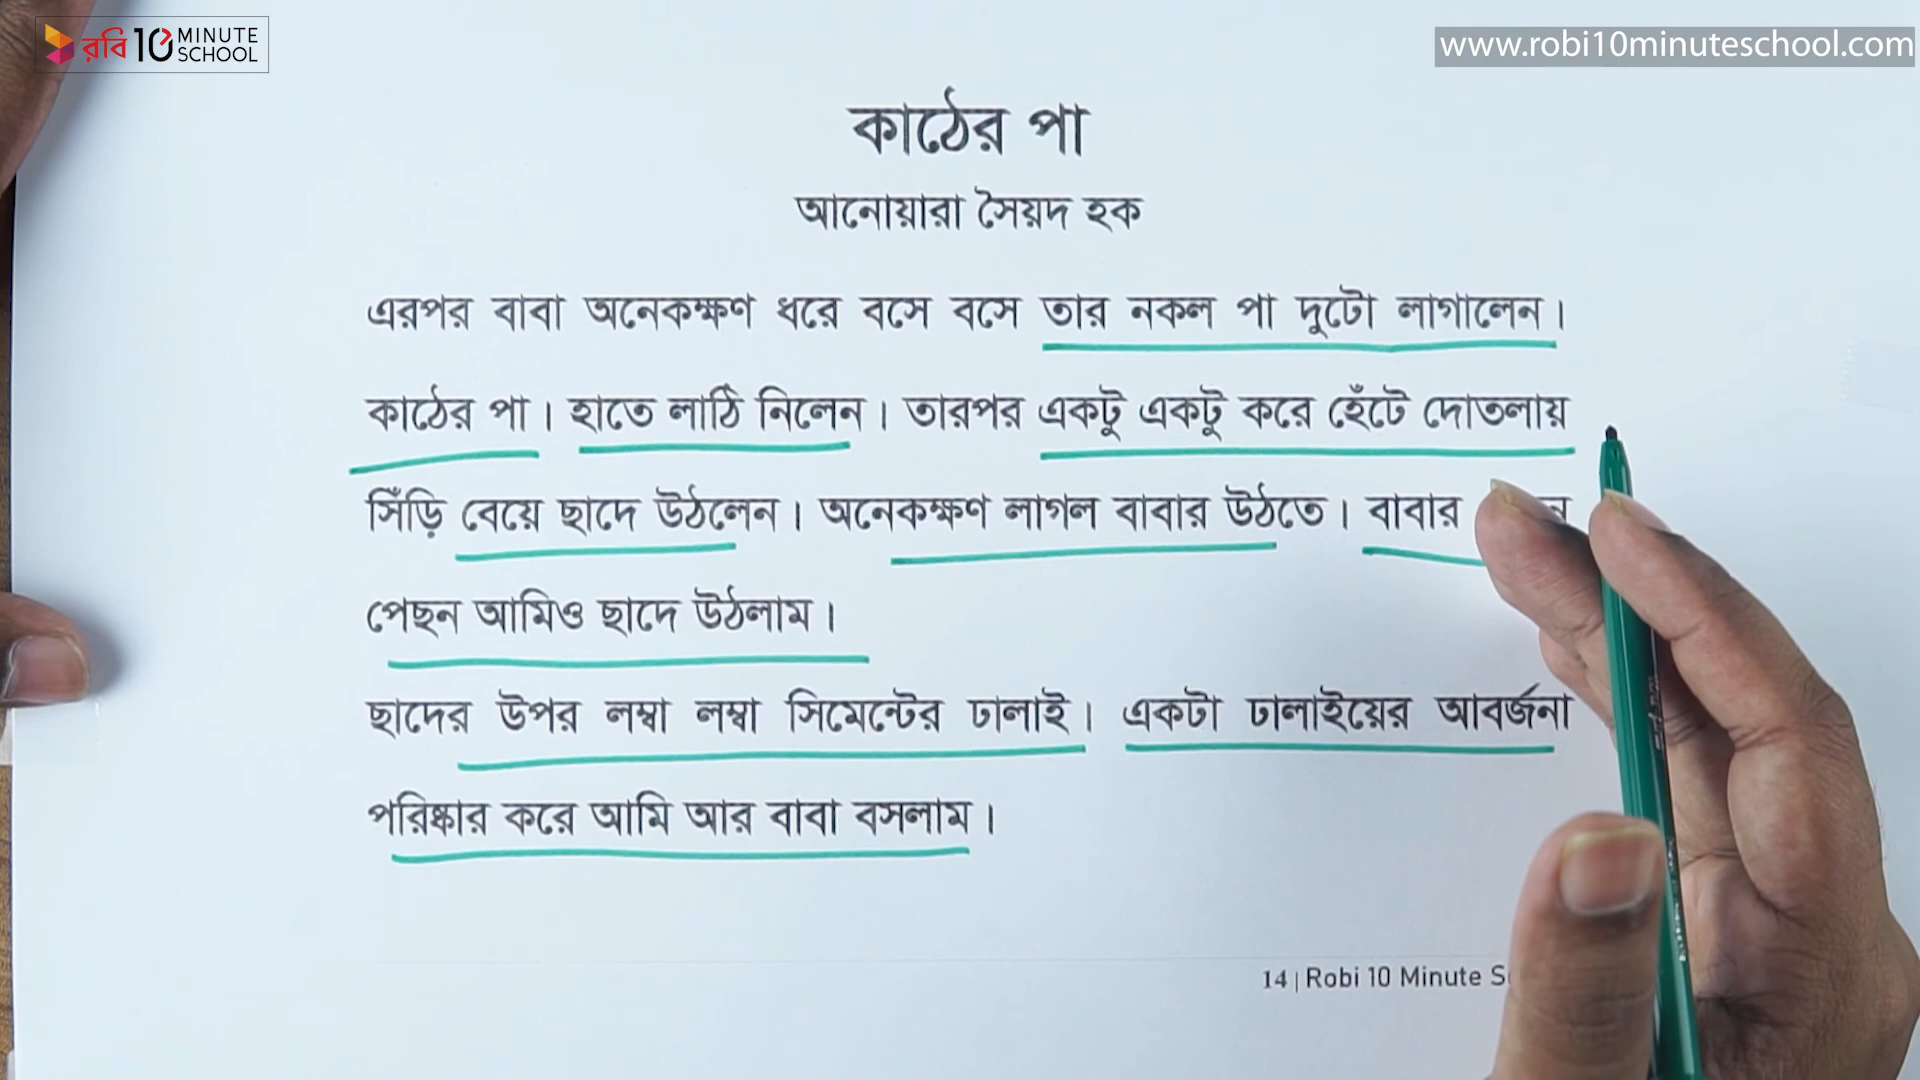 রবি 10 MINUTE SCHOOL
www.robi10minuteschool.com
কাঠের পা
আনোয়ারা সৈয়দ হক
এরপর বাবা অনেকক্ষণ ধরে বসে বসে তার নকল পা দুটো লাগালেন।
কাঠের পা। হাতে লাঠি নিলেন। তারপর একটু একটু করে হেঁটে দোতলায়
সিঁড়ি বেয়ে ছাদে উঠলেন। অনেকক্ষণ লাগল বাবার উঠতে। বাবার
পেছন আমিও ছাদে উঠলাম।
ছাদের উপর লম্বা লম্বা সিমেন্টের ঢালাই। একটা ঢালাইয়ের আবর্জনা
পরিষ্কার করে আমি আর বাবা বসলাম।
14 | Robi 10 Minute